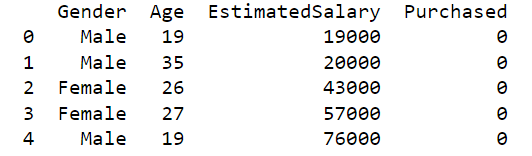 Gender Age EstimatedSalary Purchased
0 Male 19 19000 0
1 Male 35 20000 0
2 Female 26 43000 0
3 Female 27 57000 0
4 Male 19 76000 0